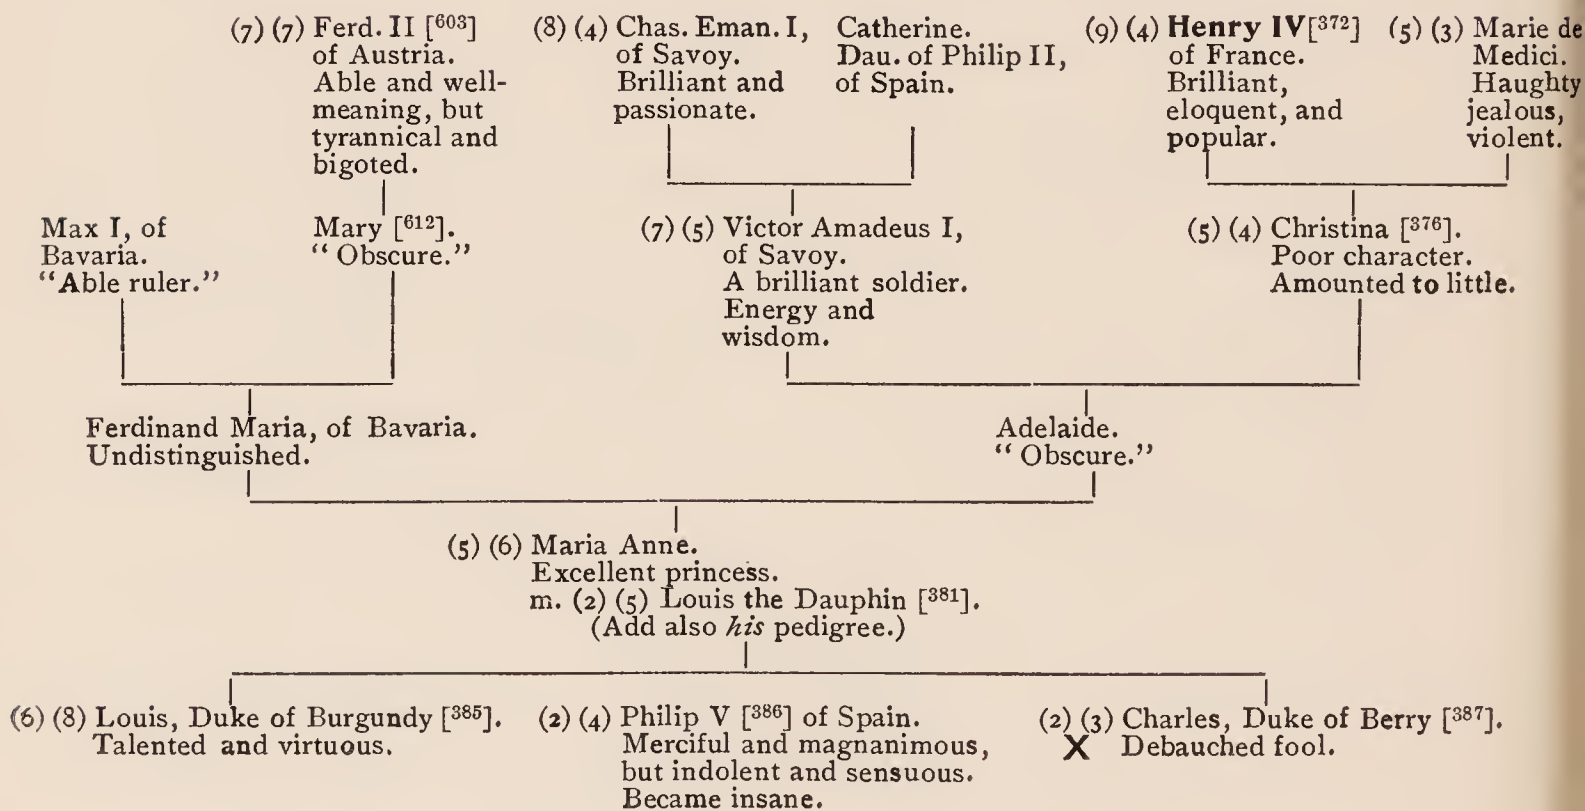 (7) (7) Ferd. II [603]
of Austria.
Able and well-
meaning, but
tyrannical and
bigoted.
(8) (4) Chas. Eman. I,
of Savoy.
Brilliant and
passionate.
Catherine.
Dau. of Philip II,
of Spain.
(9) (4) Henry IV[372]
of France.
Brilliant,
eloquent, and
popular.
(5) (3) Marie de
Medici.
Haughty
jealous,
violent.
Max I, of
Bavaria.
“Able ruler.”
Mary [612].
“Obscure.”
(7) (5) Victor Amadeus I,
of Savoy.
A brilliant soldier.
Energy and
wisdom.
(5) (4) Christina [376].
Poor character.
Amounted to little.
Ferdinand Maria, of Bavaria.
Undistinguished.
Adelaide.
“Obscure.”
(5) (6) Maria Anne.
Excellent princess.
m. (2) (5) Louis the Dauphin [381].
(Add also his pedigree.)
(6) (8) Louis, Duke of Burgundy [385].
Talented and virtuous.
(2) (4) Philip V [386] of Spain.
Merciful and magnanimous,
but indolent and sensuous.
Became insane.
(2) (3) Charles, Duke of Berry [387].
X Debauched fool.